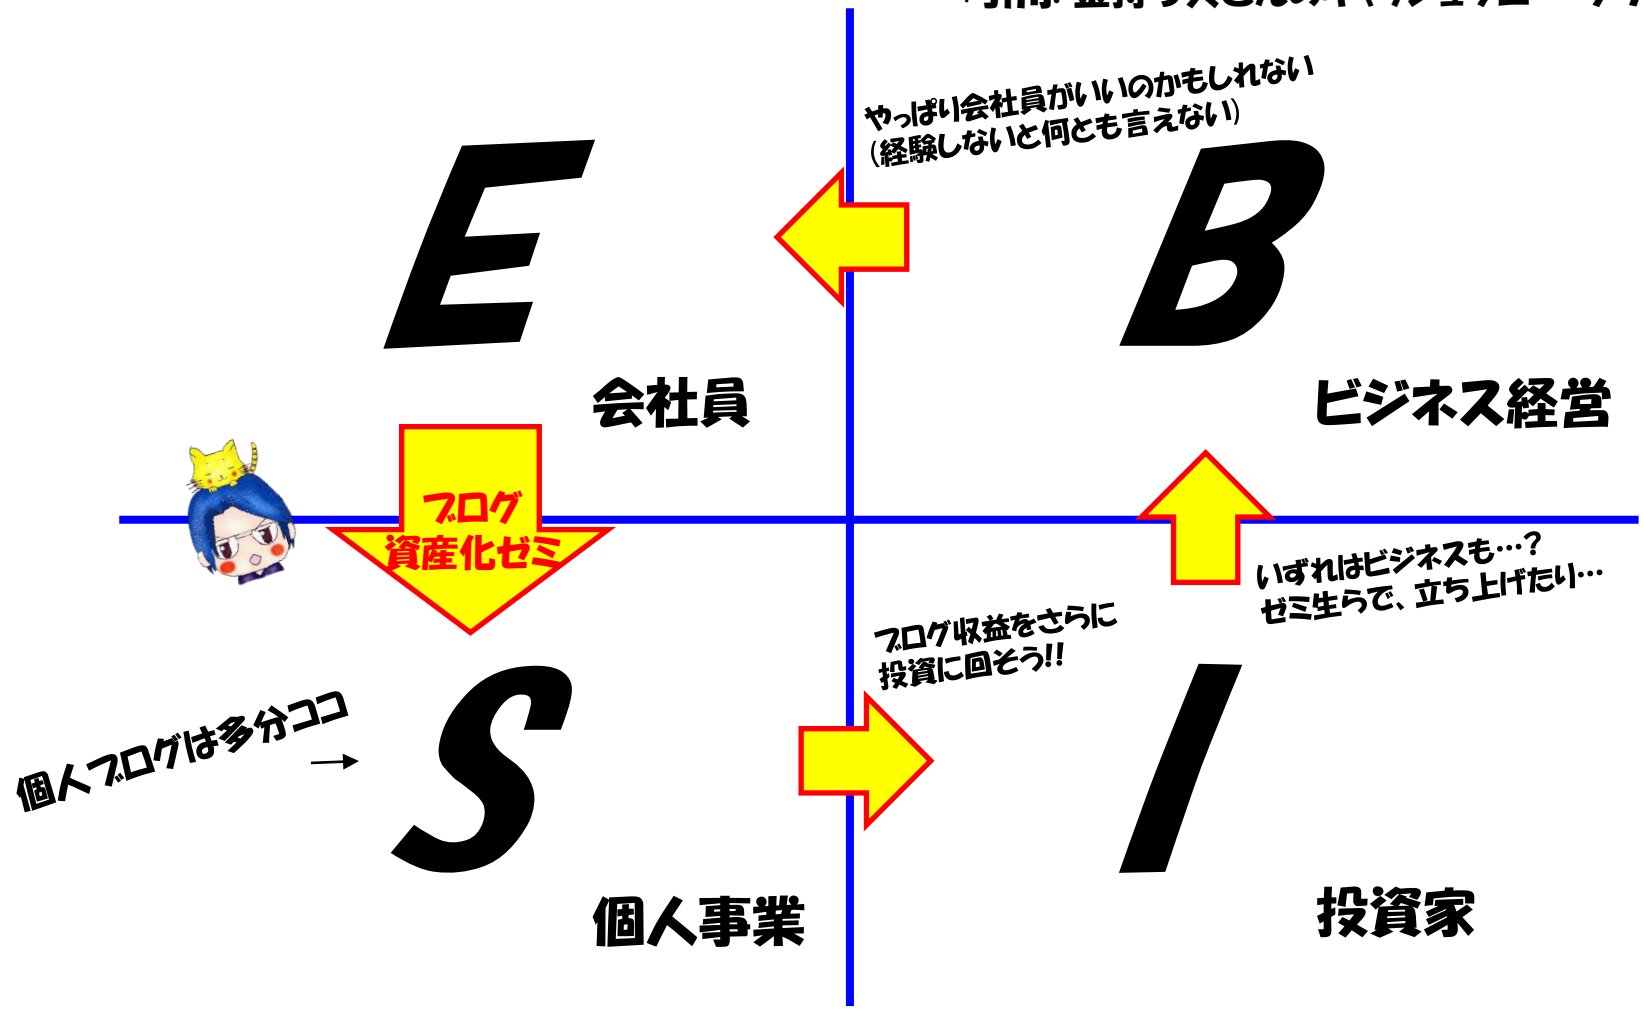 やっぱり会社員がいいのかもしれない
(経験しないと何とも言えない)
E
B
会社員
ビジネス経営
ブログ
資産化ゼミ
いずれはビジネスも…?
ゼミ生らで、立ち上げたり…
ブログ収益をさらに
投資に回そう!!
個人ブログは多分ココ
→
S
I
個人事業
投資家